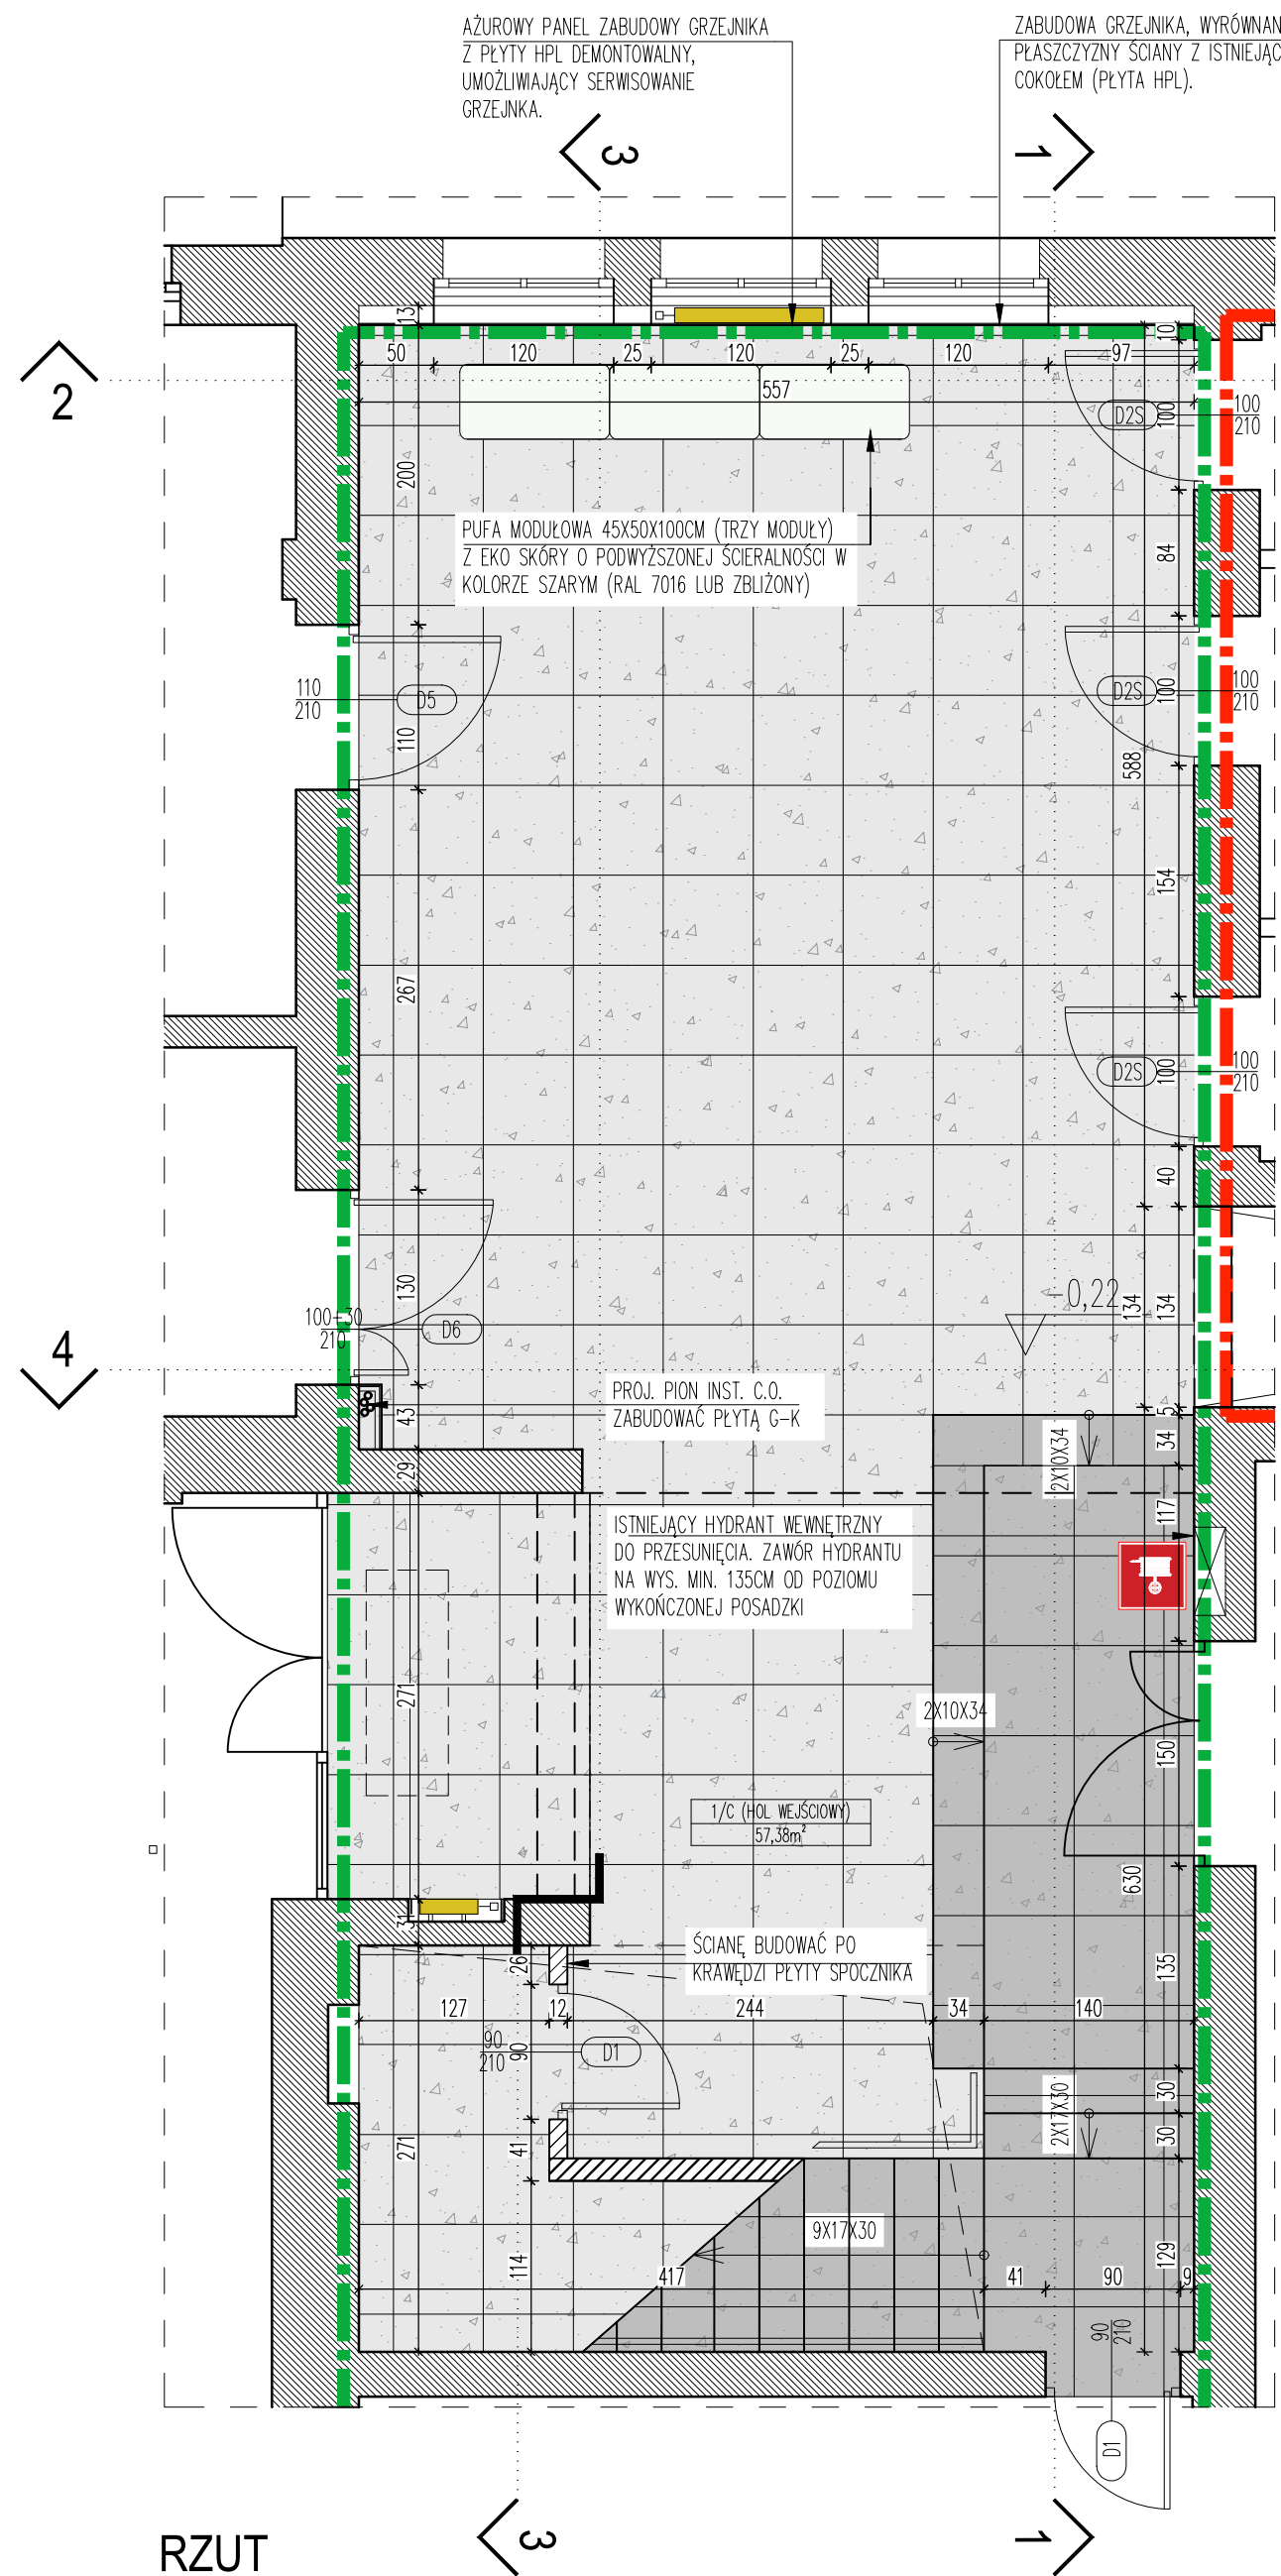 AŻUROWY PANEL ZABUDOWY GRZEJNIKA
Z PŁYTY HPL DEMONTOWALNY,
UMOŻLIWIAJĄCY SERWISOWANIE
GRZEJNKA.
ZABUDOWA GRZEJNIKA, WYRÓWNAN
PŁASZCZYZNY ŚCIANY Z ISTNIEJĄC
COKOŁEM (PŁYTA HPL).
3
1
13
10
50
120
25
120
25
120
97
2
557
D2S
100
100
210
200
PUFA MODUŁOWA 45X50X100CM (TRZY MODUŁY)
Z EKO SKÓRY O PODWYŻSZONEJ ŚCIERALNOŚCI W
KOLORZE SZARYM (RAL 7016 LUB ZBLIŻONY)
84
110
210
D5
110
D2S
100
100
210
588
154
267
D2S
100
100
210
40
130
-0,22
134
134
100+30
210
D6
4
PROJ. PION INST. C.O.
ZABUDOWAĆ PŁYTĄ G-K
43
5
34
29
2X10X34
117
ISTNIEJĄCY HYDRANT WEWNĘTRZNY
DO PRZESUNIĘCIA. ZAWÓR HYDRANTU
NA WYS. MIN. 135CM OD POZIOMU
WYKOŃCZONEJ POSADZKI
271
2X10X34
150
1/C (HOL WEJŚCIOWY)
57,38m²
630
31
ŚCIANĘ BUDOWAĆ PO
KRAWĘDZI PŁYTY SPOCZNIKA
26
135
127
12
244
34
140
90
210
90
D1
30
2X17X30
30
271
41
9X17X30
114
129
417
41
90
9
90
210
D1
RZUT
3
1